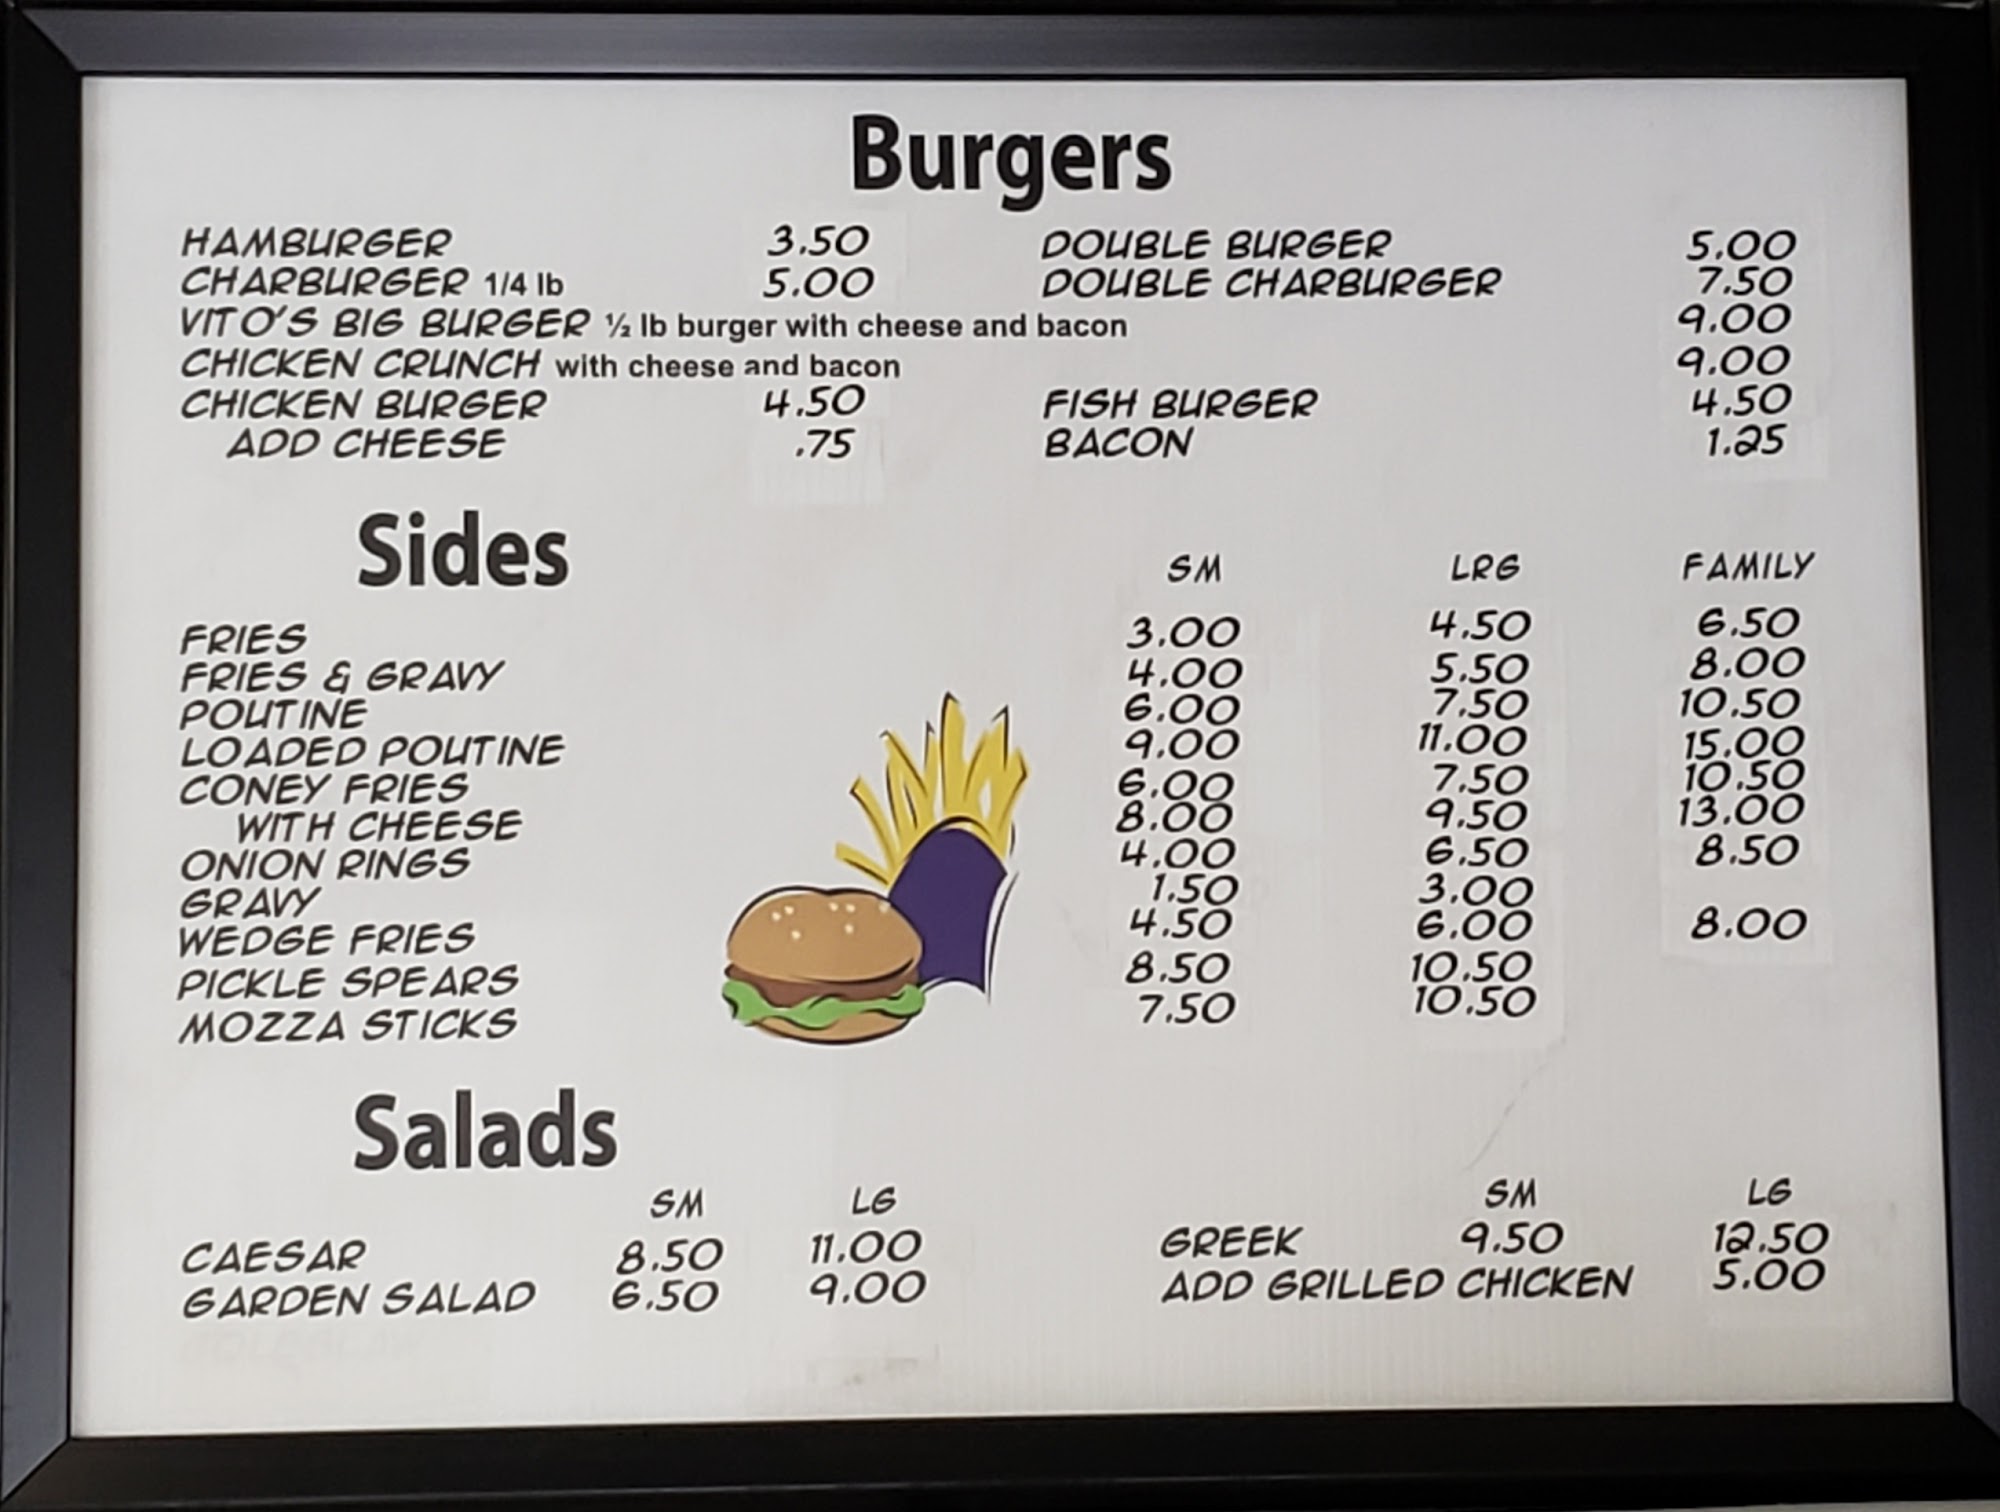 Burgers
HAMBURGER 3.50 DOUBLE BURGER 5.00
CHARBURGER 1/4 lb 5.00 DOUBLE CHARBURGER 7.50
VITO'S BIG BURGER ½ lb burger with cheese and bacon 9.00
CHICKEN CRUNCH with cheese and bacon 9.00
CHICKEN BURGER 4.50 FISH BURGER 4.50
ADD CHEESE .75 BACON 1.25
Sides SM LRG FAMILY
FRIES 3.00 4.50 6.50
FRIES & GRAVY 4.00 5.50 8.00
POUTINE 6.00 7.50 10.50
LOADED POUTINE 9.00 11.00 15.00
CONEY FRIES 6.00 7.50 10.50
WITH CHEESE 8.00 9.50 13.00
ONION RINGS 4.00 6.50 8.50
GRAVY 1.50 3.00
WEDGE FRIES 4.50 6.00 8.00
PICKLE SPEARS 8.50 10.50
MOZZA STICKS 7.50 10.50
Salads
SM LG SM LG
CAESAR 8.50 11.00 GREEK 9.50 12.50
GARDEN SALAD 6.50 9.00 ADD GRILLED CHICKEN 5.00